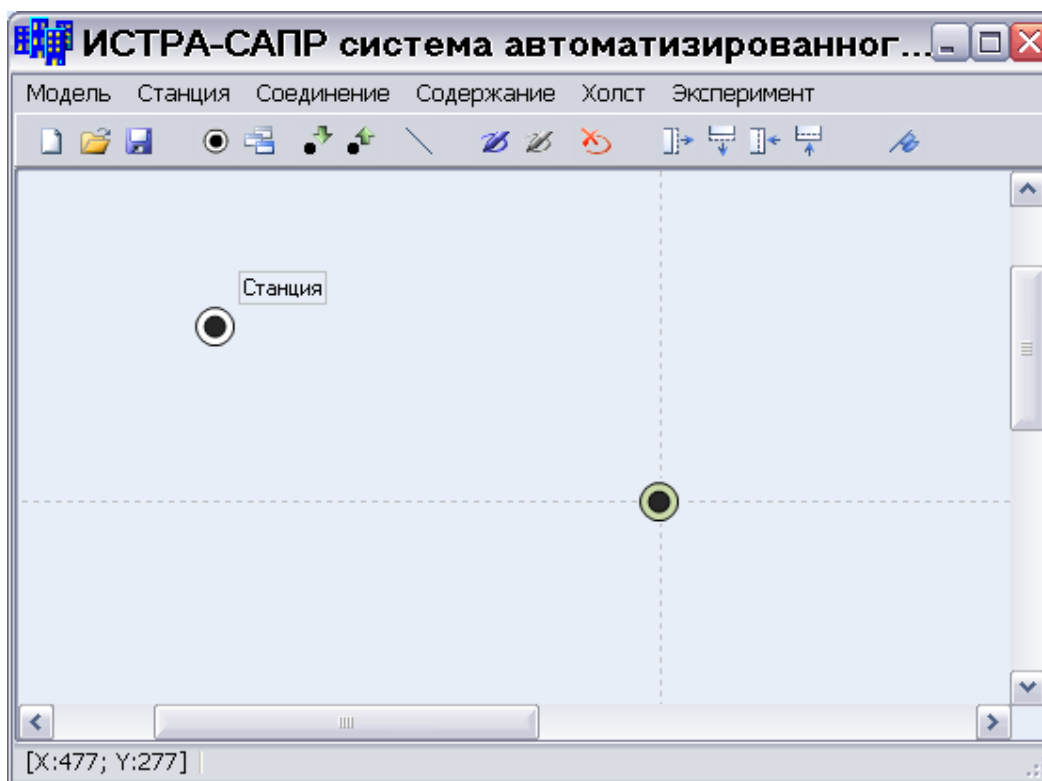 ИСТРА-САПР система автоматизированног...
Модель Станция Соединение Содержание Холст Эксперимент
Станция
[X:477; Y:277]